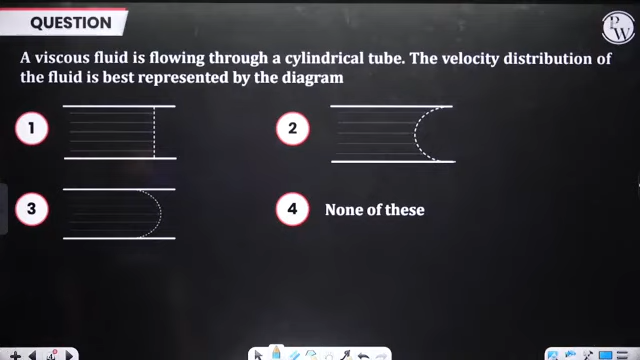 QUESTION
PW
A viscous fluid is flowing through a cylindrical tube. The velocity distribution of
the fluid is best represented by the diagram
1
2
3
4 None of these